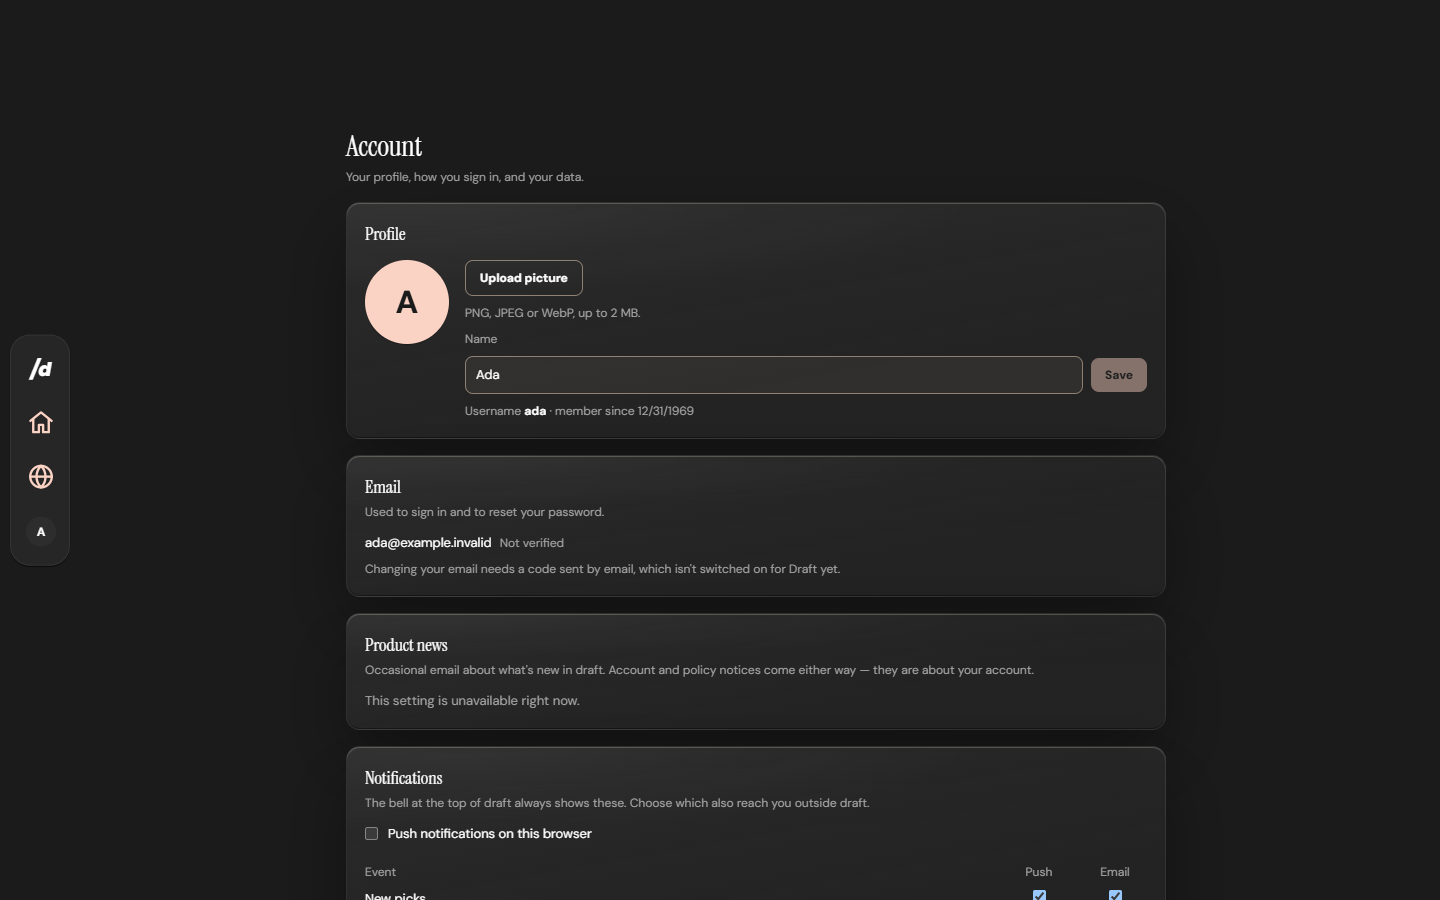 Account
Your profile, how you sign in, and your data.
Profile
A
Upload picture
PNG, JPEG or WebP, up to 2 MB.
Name
Ada
Save
Username ada · member since 12/31/1969
/d
A
Email
Used to sign in and to reset your password.
ada@example.invalid Not verified
Changing your email needs a code sent by email, which isn't switched on for Draft yet.
Product news
Occasional email about what's new in draft. Account and policy notices come either way — they are about your account.
This setting is unavailable right now.
Notifications
The bell at the top of draft always shows these. Choose which also reach you outside draft.
Push notifications on this browser
Event Push Email
New picks